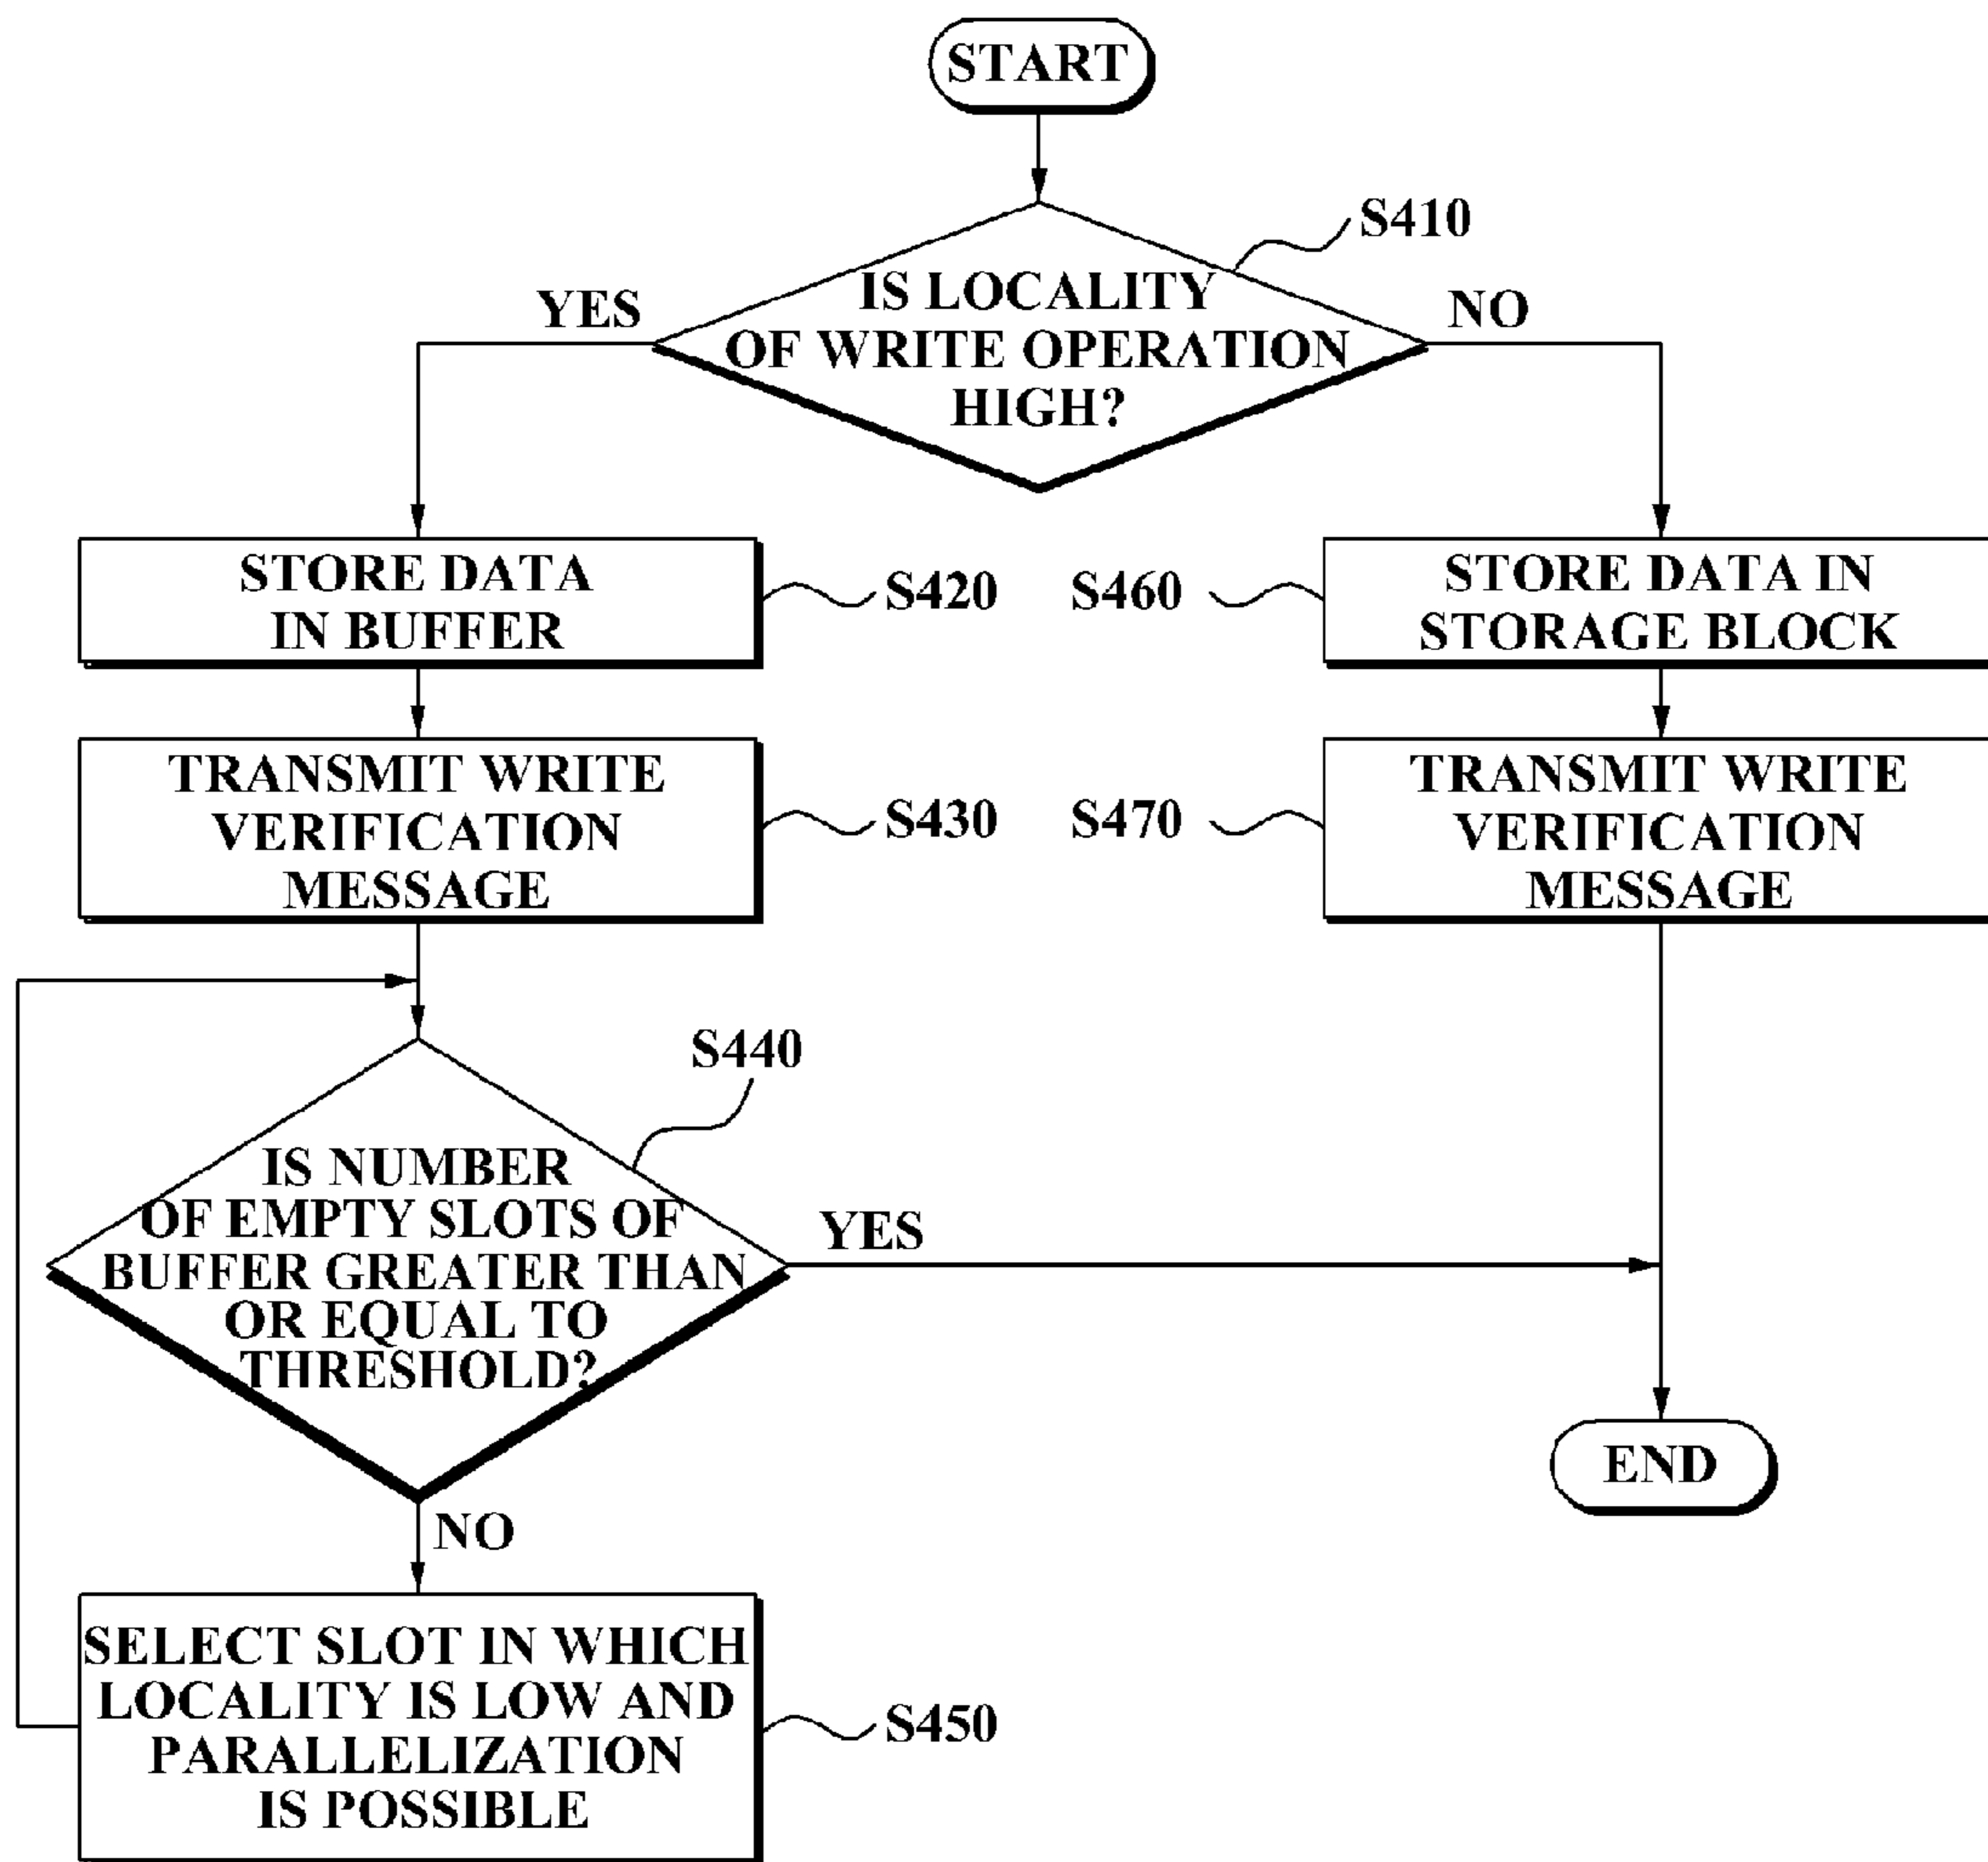 START
S410
IS LOCALITY
OF WRITE OPERATION
HIGH?
YES
NO
STORE DATA
IN BUFFER
S420
S460
STORE DATA IN
STORAGE BLOCK
TRANSMIT WRITE
VERIFICATION
MESSAGE
S430
S470
TRANSMIT WRITE
VERIFICATION
MESSAGE
S440
IS NUMBER
OF EMPTY SLOTS OF
BUFFER GREATER THAN
OR EQUAL TO
THRESHOLD?
YES
NO
END
SELECT SLOT IN WHICH
LOCALITY IS LOW AND
PARALLELIZATION
IS POSSIBLE
S450